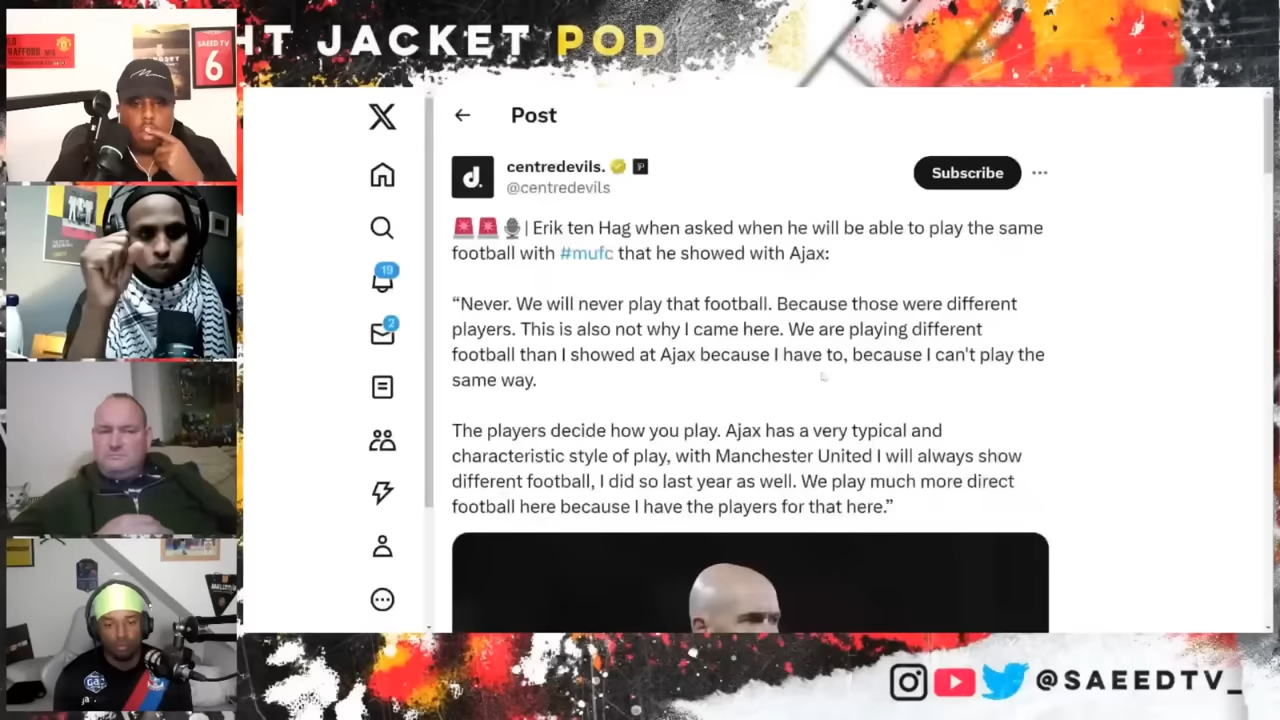 HT JACKET POD
SAEED TV
6
Post
centredevils.
@centredevils
Subscribe
| Erik ten Hag when asked when he will be able to play the same
football with #mufc that he showed with Ajax:
“Never. We will never play that football. Because those were different
players. This is also not why I came here. We are playing different
football than I showed at Ajax because I have to, because I can't play the
same way.
The players decide how you play. Ajax has a very typical and
characteristic style of play, with Manchester United I will always show
different football, I did so last year as well. We play much more direct
football here because I have the players for that here.”
19
2
d.
@SAEEDTV_